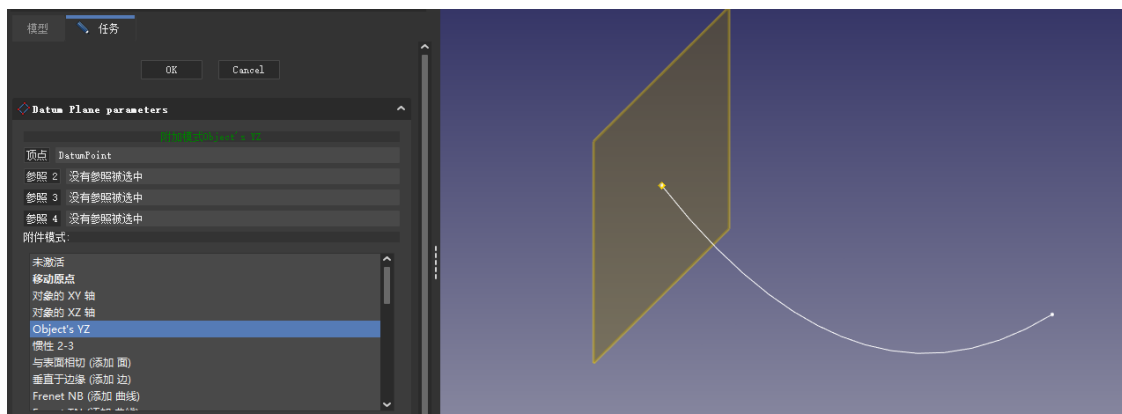 模型 任务
OK Cancel
Datum Plane parameters
附加模式Object's YZ
顶点 DatumPoint
参照 2 没有参照被选中
参照 3 没有参照被选中
参照 4 没有参照被选中
附件模式:
未激活
移动原点
对象的 XY 轴
对象的 XZ 轴
Object's YZ
惯性 2-3
与表面相切 (添加 面)
垂直于边缘 (添加 边)
Frenet NB (添加 曲线)